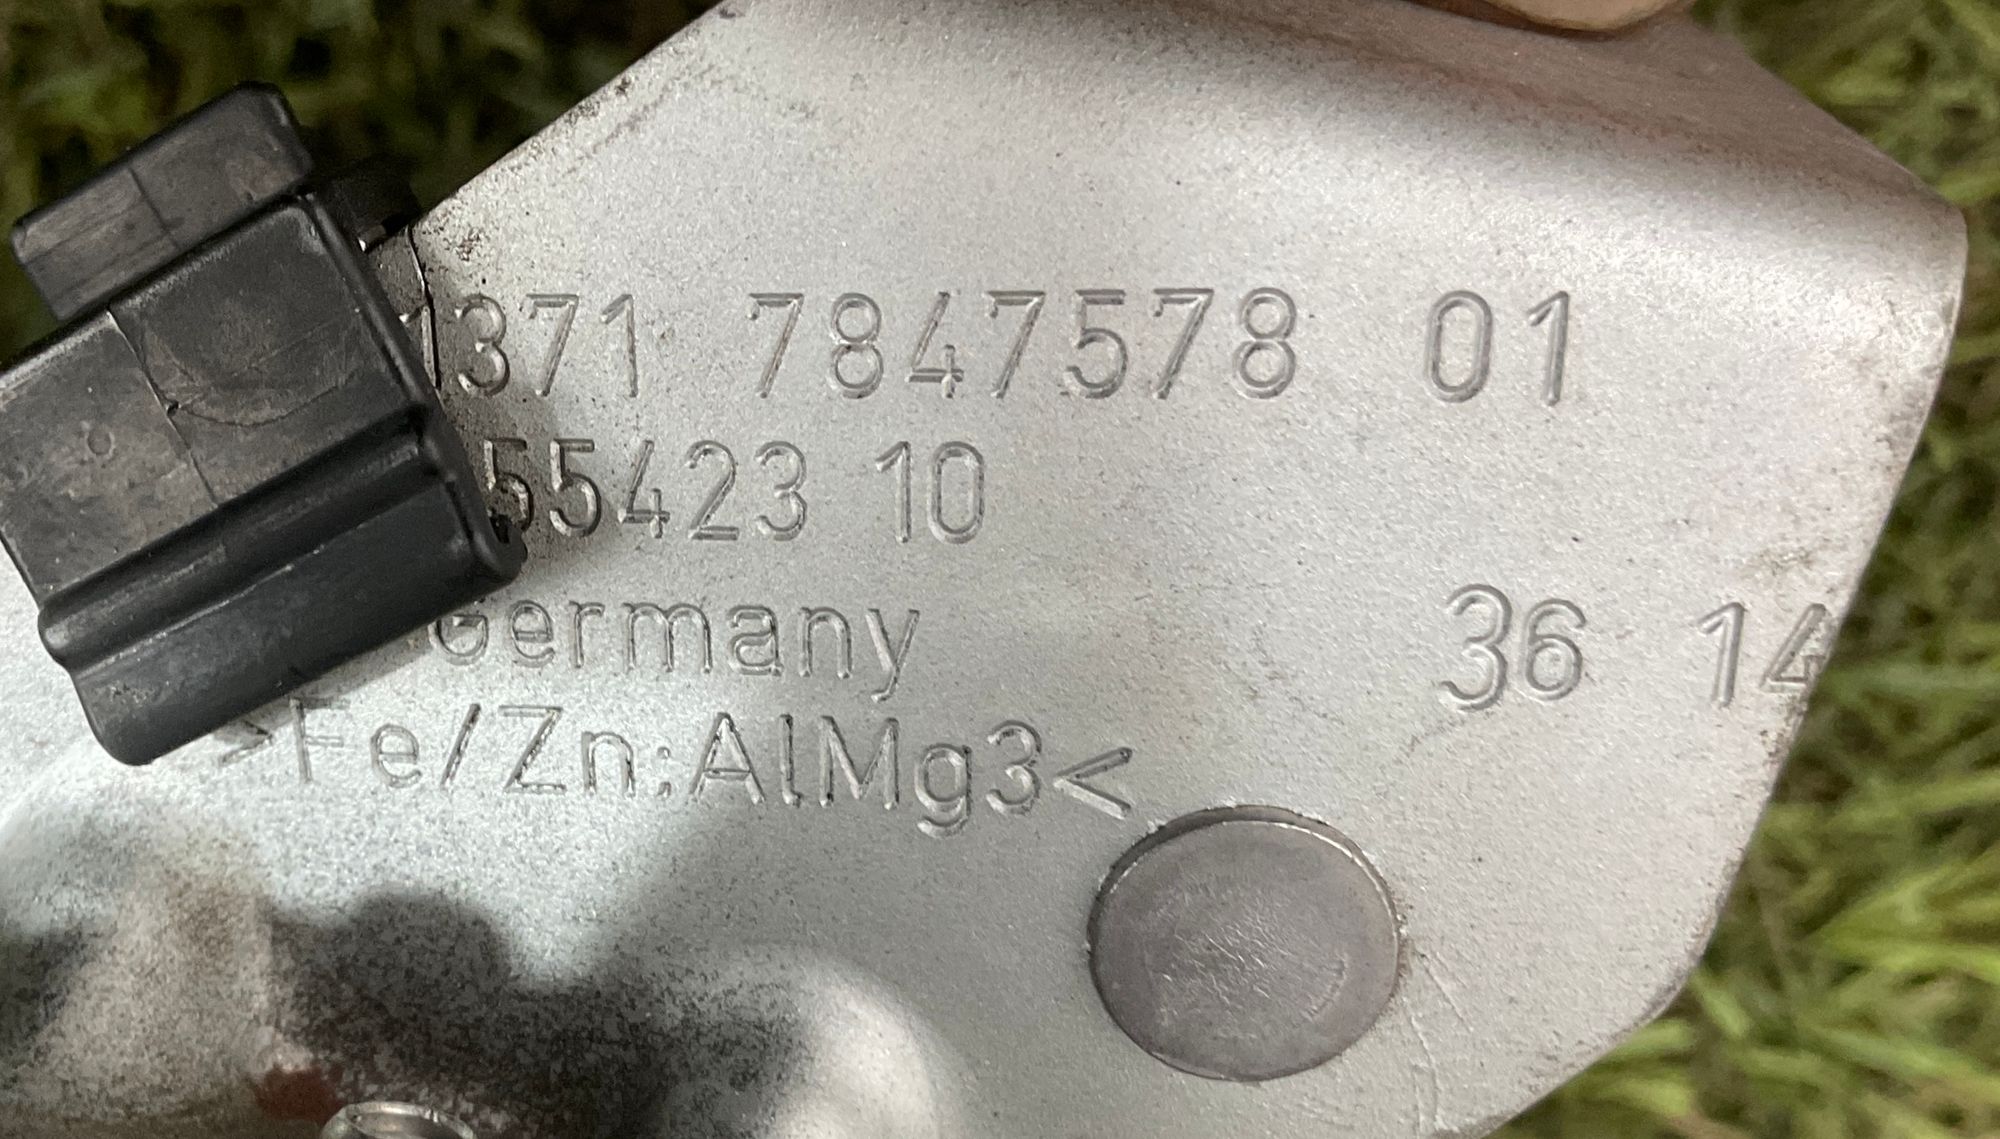 1371 7847578 01
55423 10
Germany
36 14
>Fe/Zn:AlMg3<